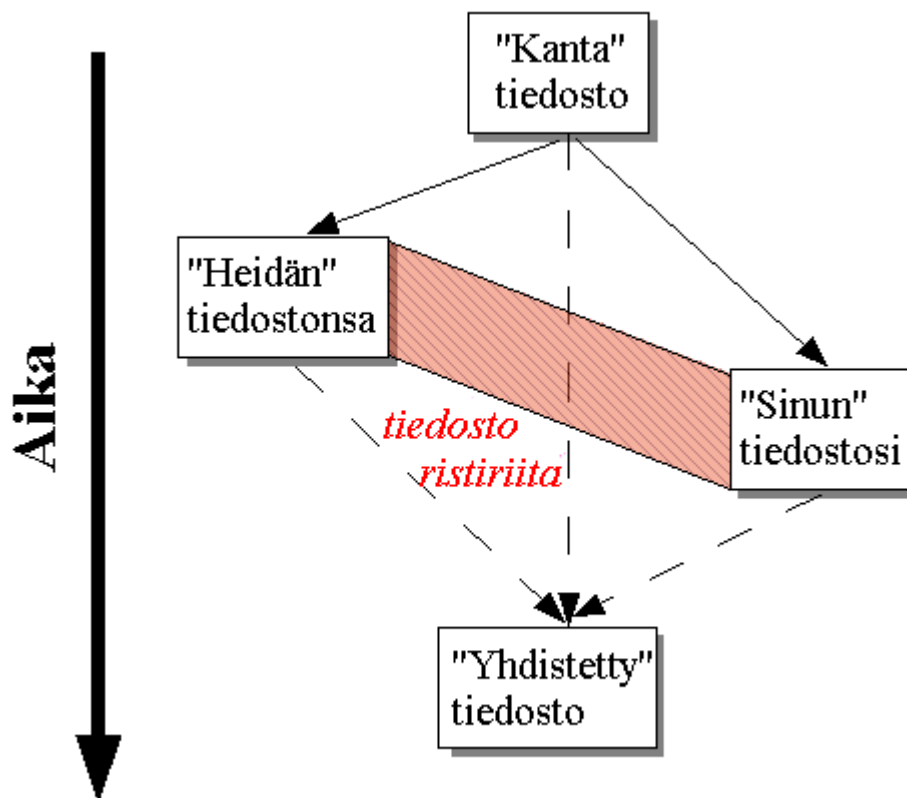 "Kanta"
tiedosto
"Heidän"
tiedostonsa
Aika
"Sinun"
tiedostosi
tiedosto
ristiriita
"Yhdistetty"
tiedosto